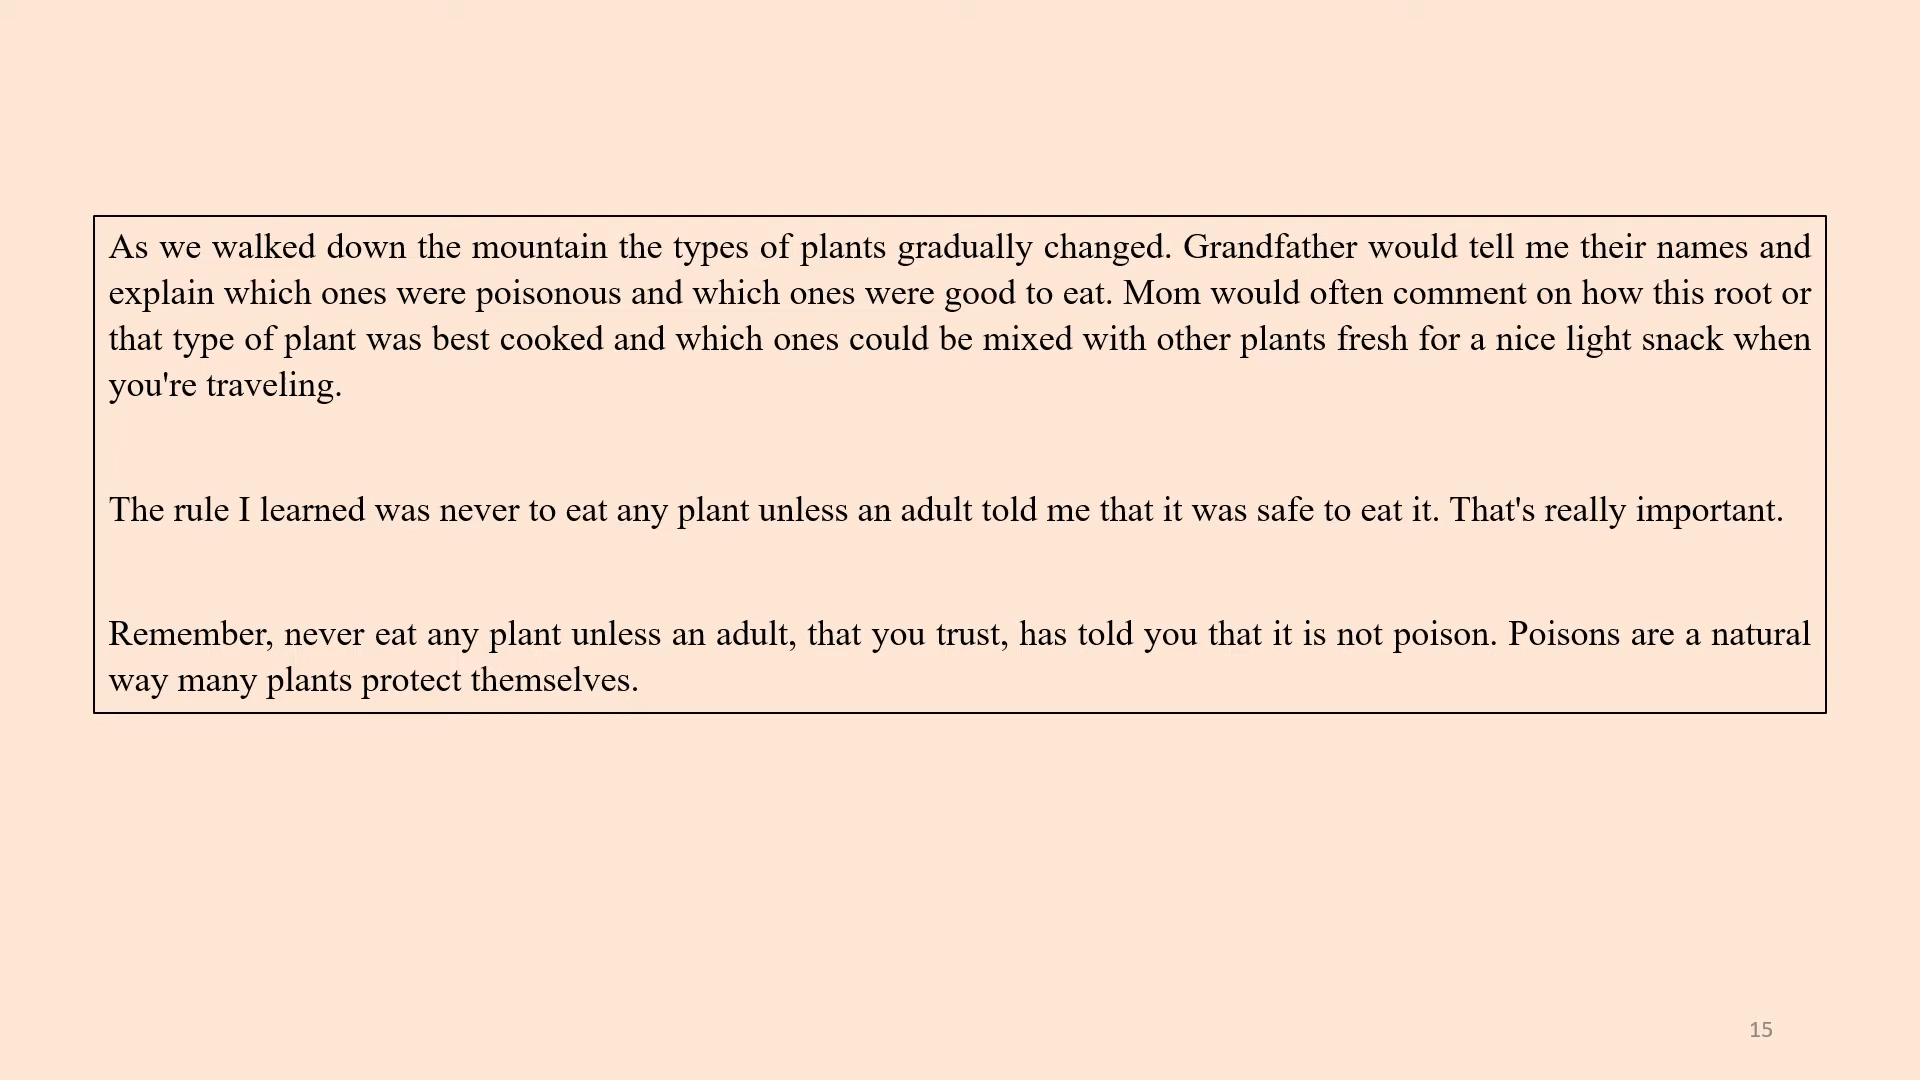 As we walked down the mountain the types of plants gradually changed. Grandfather would tell me their names and
explain which ones were poisonous and which ones were good to eat. Mom would often comment on how this root or
that type of plant was best cooked and which ones could be mixed with other plants fresh for a nice light snack when
you're traveling.
The rule I learned was never to eat any plant unless an adult told me that it was safe to eat it. That's really important.
Remember, never eat any plant unless an adult, that you trust, has told you that it is not poison. Poisons are a natural
way many plants protect themselves.
15